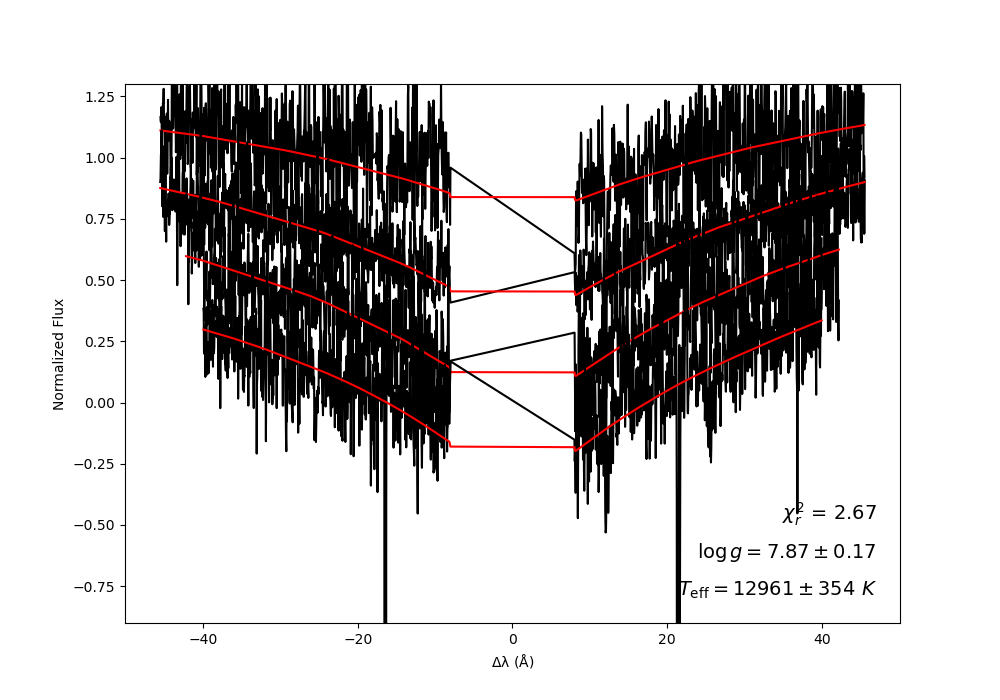 1.25
1.00
0.75
0.50
0.25
0.00
−0.25
−0.50
−0.75
Normalized Flux
χ²ᵣ = 2.67
log g = 7.87 ± 0.17
T_eff = 12961 ± 354 K
−40 −20 0 20 40
Δλ (Å)